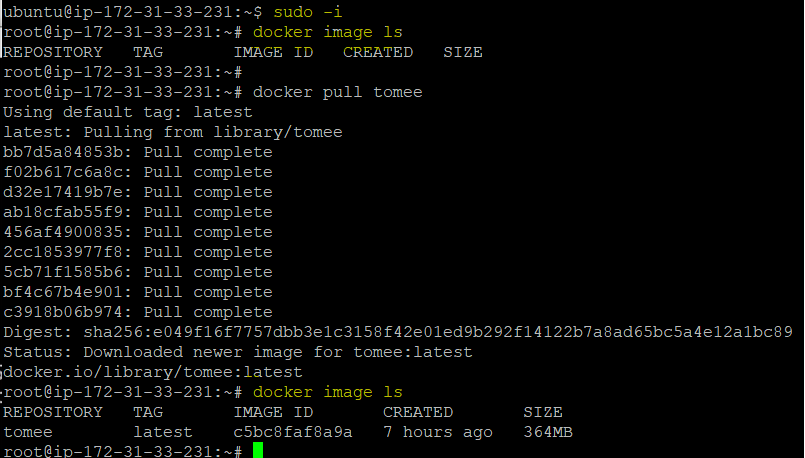 ubuntu@ip-172-31-33-231:~$ sudo -i
root@ip-172-31-33-231:~# docker image ls
REPOSITORY   TAG       IMAGE ID   CREATED   SIZE
root@ip-172-31-33-231:~#
root@ip-172-31-33-231:~# docker pull tomee
Using default tag: latest
latest: Pulling from library/tomee
bb7d5a84853b: Pull complete
f02b617c6a8c: Pull complete
d32e17419b7e: Pull complete
ab18cfab55f9: Pull complete
456af4900835: Pull complete
2cc1853977f8: Pull complete
5cb71f1585b6: Pull complete
bf4c67b4e901: Pull complete
c3918b06b974: Pull complete
Digest: sha256:e049f16f7757dbb3e1c3158f42e01ed9b292f14122b7a8ad65bc5a4e12a1bc89
Status: Downloaded newer image for tomee:latest
docker.io/library/tomee:latest
root@ip-172-31-33-231:~# docker image ls
REPOSITORY   TAG       IMAGE ID       CREATED       SIZE
tomee        latest    c5bc8faf8a9a   7 hours ago   364MB
root@ip-172-31-33-231:~#